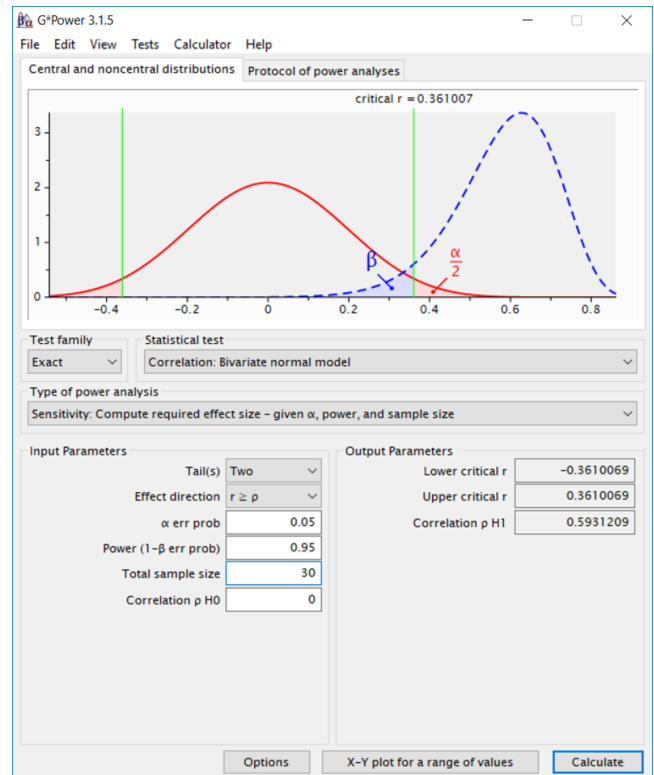 βα G*Power 3.1.5
File Edit View Tests Calculator Help
Central and noncentral distributions Protocol of power analyses
critical r = 0.361007
3
2
β α/2
1
0
-0.4 -0.2 0 0.2 0.4 0.6 0.8
Test family Statistical test
Exact Correlation: Bivariate normal model
Type of power analysis
Sensitivity: Compute required effect size - given α, power, and sample size
Input Parameters Output Parameters
Tail(s) Two Lower critical r -0.3610069
Effect direction r ≥ ρ Upper critical r 0.3610069
α err prob 0.05 Correlation ρ H1 0.5931209
Power (1-β err prob) 0.95
Total sample size 30
Correlation ρ H0 0
Options X-Y plot for a range of values Calculate